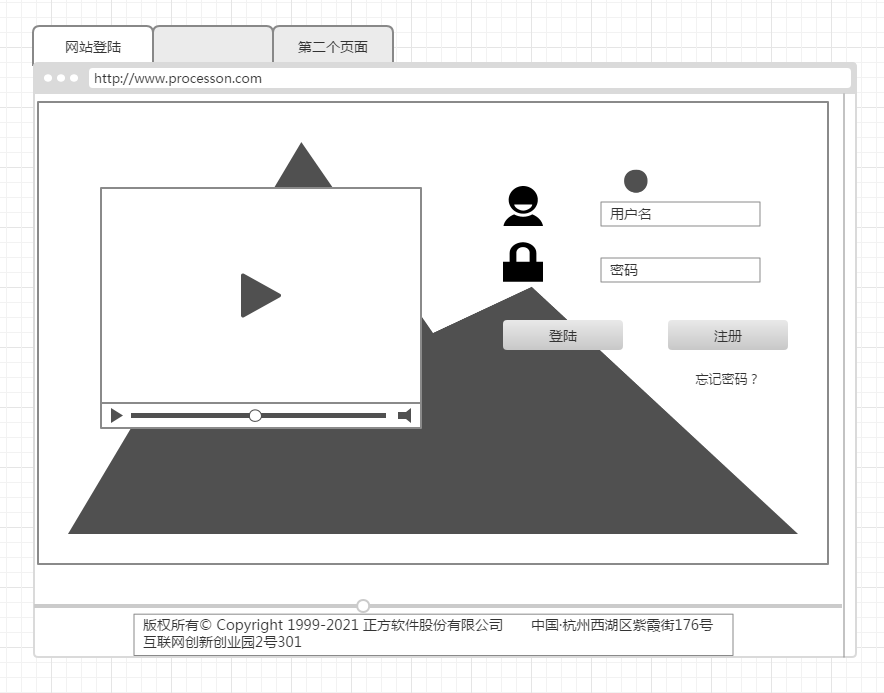 网站登陆
第二个页面
http://www.processon.com
用户名
密码
登陆
注册
忘记密码？
版权所有© Copyright 1999-2021 正方软件股份有限公司 中国·杭州西湖区紫霞街176号
互联网创新创业园2号301